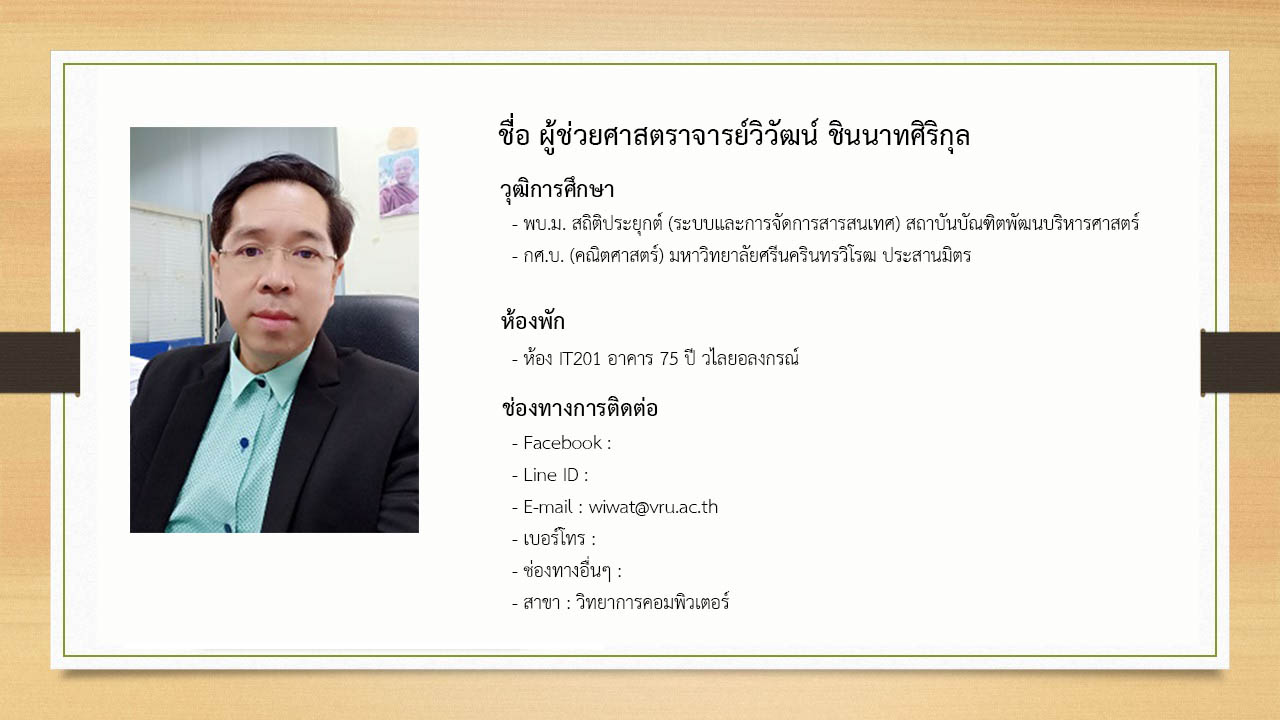 ชื่อ ผู้ช่วยศาสตราจารย์วิวัฒน์ ชินนาทศิริกุล
วุฒิการศึกษา
- พบ.ม. สถิติประยุกต์ (ระบบและการจัดการสารสนเทศ) สถาบันบัณฑิตพัฒนบริหารศาสตร์
- กศ.บ. (คณิตศาสตร์) มหาวิทยาลัยศรีนครินทรวิโรฒ ประสานมิตร
ห้องพัก
- ห้อง IT201 อาคาร 75 ปี วไลยอลงกรณ์
ช่องทางการติดต่อ
- Facebook :
- Line ID :
- E-mail : wiwat@vru.ac.th
- เบอร์โทร :
- ช่องทางอื่นๆ :
- สาขา : วิทยาการคอมพิวเตอร์